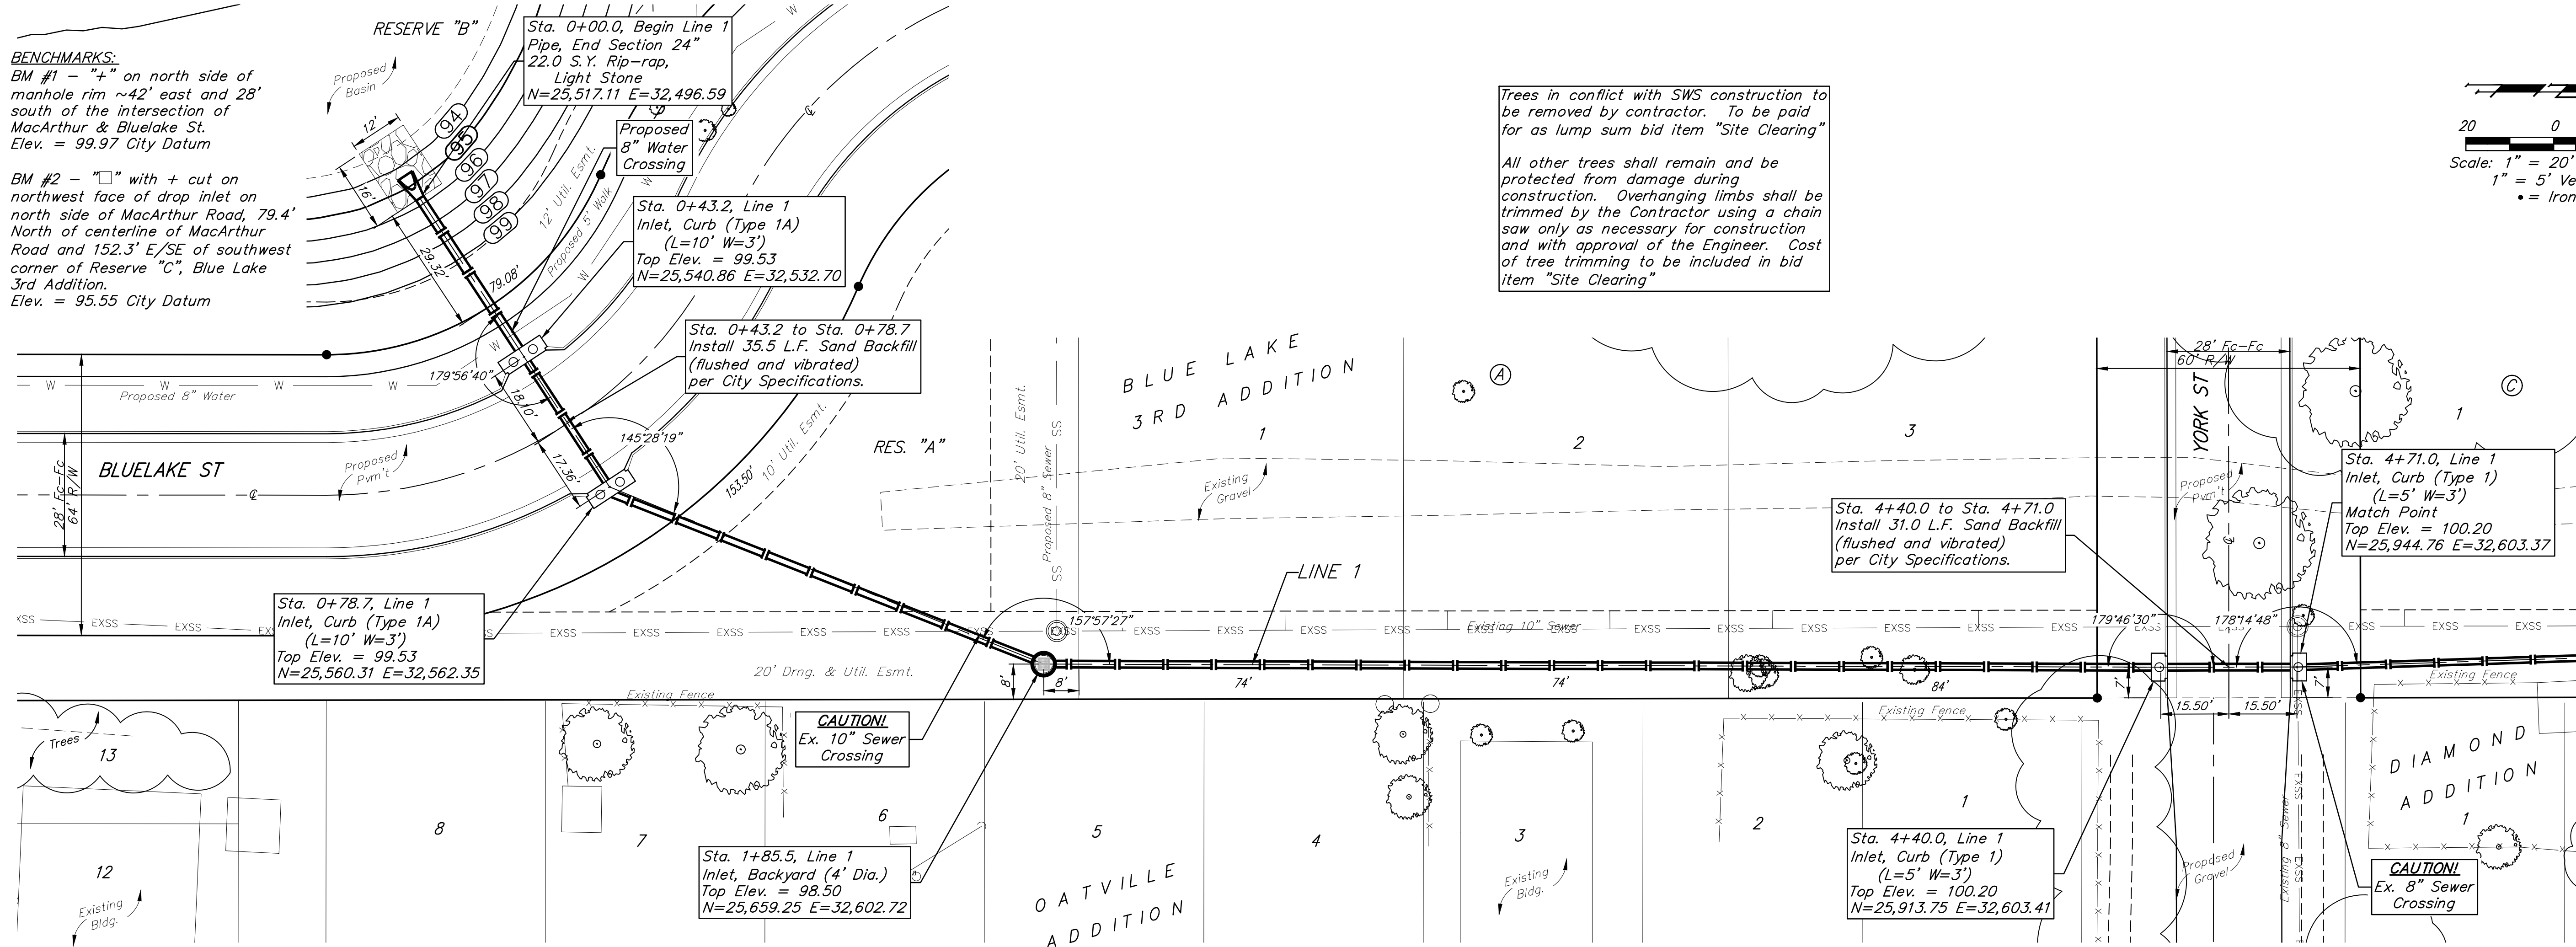 RESERVE "B"
BENCHMARKS:
BM #1 - "+" on north side of
manhole rim ~42' east and 28'
south of the intersection of
MacArthur & Bluelake St.
Elev. = 99.97 City Datum
BM #2 - "□" with + cut on
northwest face of drop inlet on
north side of MacArthur Road, 79.4'
North of centerline of MacArthur
Road and 152.3' E/SE of southwest
corner of Reserve "C", Blue Lake
3rd Addition.
Elev. = 95.55 City Datum
Proposed
Basin
12'
16'
94
95
96
97
98
99
Sta. 0+00.0, Begin Line 1
Pipe, End Section 24"
22.0 S.Y. Rip-rap,
Light Stone
N=25,517.11 E=32,496.59
Proposed
8" Water
Crossing
12' Util. Esmt.
Proposed 5' Walk
Sta. 0+43.2, Line 1
Inlet, Curb (Type 1A)
(L=10' W=3')
Top Elev. = 99.53
N=25,540.86 E=32,532.70
29.32'
79.08'
Sta. 0+43.2 to Sta. 0+78.7
Install 35.5 L.F. Sand Backfill
(flushed and vibrated)
per City Specifications.
179°56'40"
18.10'
17.36'
145°28'19"
153.50'
10' Util. Esmt.
W W W W W W W W
Proposed 8" Water
28' Fc-Fc
64' R/W
BLUELAKE ST
Proposed
Pvm't
℄
℄
RES. "A"
20' Util. Esmt.
Proposed 8" Sewer
SS
SS
BLUE LAKE
3RD ADDITION
1
2
3
A
Existing
Gravel
LINE 1
Trees in conflict with SWS construction to
be removed by contractor. To be paid
for as lump sum bid item "Site Clearing"
All other trees shall remain and be
protected from damage during
construction. Overhanging limbs shall be
trimmed by the Contractor using a chain
saw only as necessary for construction
and with approval of the Engineer. Cost
of tree trimming to be included in bid
item "Site Clearing"
20 0
Scale: 1" = 20'
1" = 5' Ve
• = Iron
28' Fc-Fc
60' R/W
YORK ST
C
1
Proposed
Pvm't
℄
Sta. 4+71.0, Line 1
Inlet, Curb (Type 1)
(L=5' W=3')
Match Point
Top Elev. = 100.20
N=25,944.76 E=32,603.37
Sta. 4+40.0 to Sta. 4+71.0
Install 31.0 L.F. Sand Backfill
(flushed and vibrated)
per City Specifications.
Sta. 0+78.7, Line 1
Inlet, Curb (Type 1A)
(L=10' W=3')
Top Elev. = 99.53
N=25,560.31 E=32,562.35
EXSS EXSS EXSS EXSS EXSS EXSS EXSS EXSS
Existing 10" Sewer
157°57'27"
179°46'30"
178°14'48"
20' Drng. & Util. Esmt.
8'
8'
74'
74'
84'
7'
7'
15.50'
15.50'
Existing Fence
Existing Fence
Existing Fence
CAUTION!
Ex. 10" Sewer
Crossing
Trees
13
12
Existing
Bldg.
8
7
6
5
4
3
2
1
Existing
Bldg.
Sta. 1+85.5, Line 1
Inlet, Backyard (4' Dia.)
Top Elev. = 98.50
N=25,659.25 E=32,602.72
OATVILLE
ADDITION
Sta. 4+40.0, Line 1
Inlet, Curb (Type 1)
(L=5' W=3')
Top Elev. = 100.20
N=25,913.75 E=32,603.41
Proposed
Gravel
Existing 8" Sewer
EXSS
EXSS
EXSS
DIAMOND
ADDITION
1
CAUTION!
Ex. 8" Sewer
Crossing